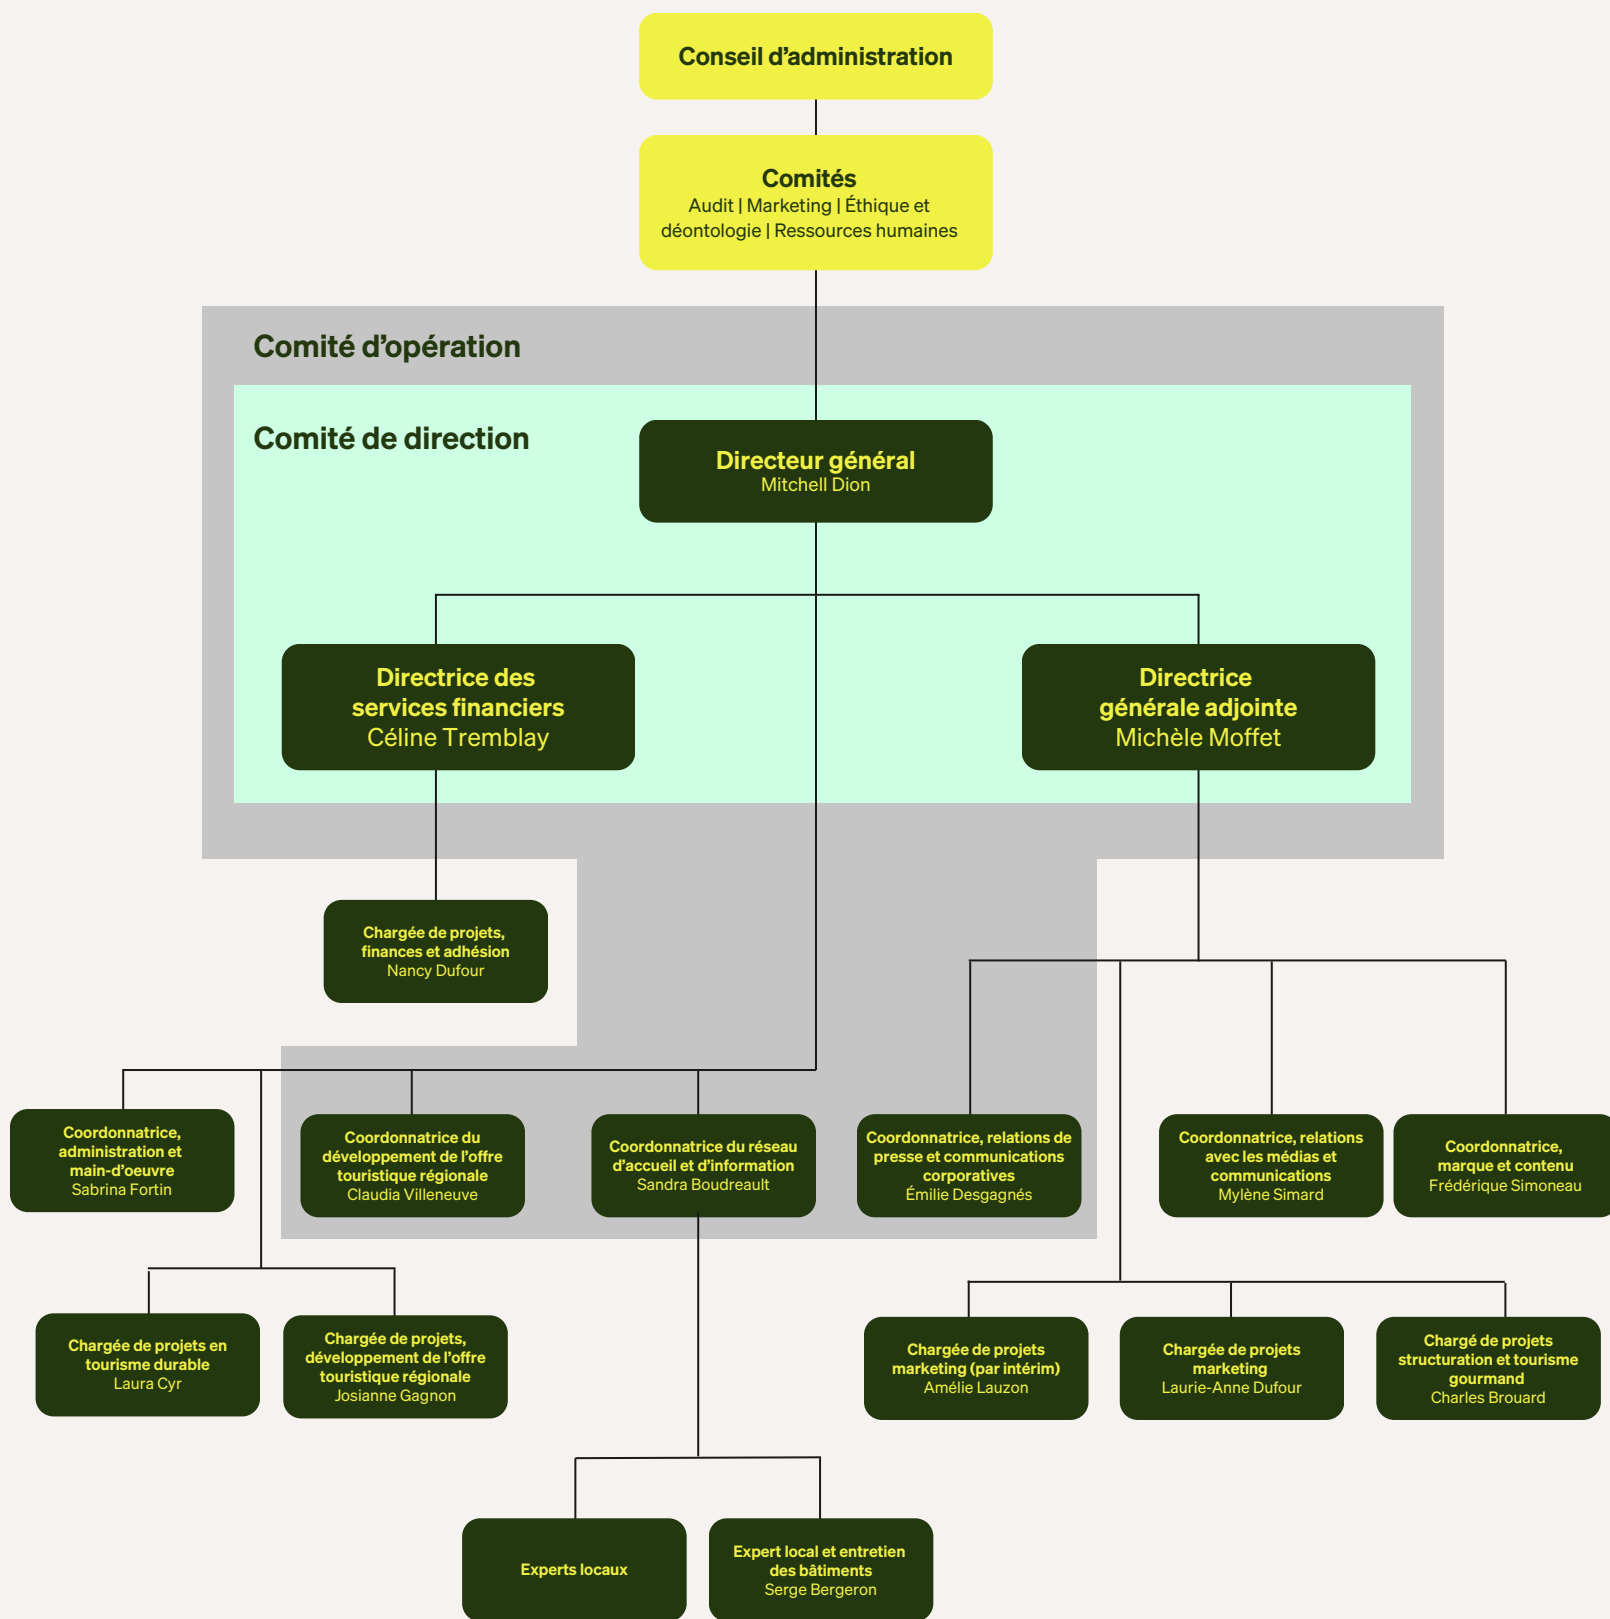 Conseil d’administration
Comités
Audit | Marketing | Éthique et
déontologie | Ressources humaines
Comité d’opération
Comité de direction
Directeur général
Mitchell Dion
Directrice des
services financiers
Céline Tremblay
Directrice
générale adjointe
Michèle Moffet
Chargée de projets,
finances et adhésion
Nancy Dufour
Coordonnatrice,
administration et
main-d’oeuvre
Sabrina Fortin
Coordonnatrice du
développement de l’offre
touristique régionale
Claudia Villeneuve
Coordonnatrice du réseau
d’accueil et d’information
Sandra Boudreault
Coordonnatrice, relations de
presse et communications
corporatives
Émilie Desgagnés
Coordonnatrice, relations
avec les médias et
communications
Mylène Simard
Coordonnatrice,
marque et contenu
Frédérique Simoneau
Chargée de projets en
tourisme durable
Laura Cyr
Chargée de projets,
développement de l’offre
touristique régionale
Josianne Gagnon
Chargée de projets
marketing (par intérim)
Amélie Lauzon
Chargée de projets
marketing
Laurie-Anne Dufour
Chargé de projets
structuration et tourisme
gourmand
Charles Brouard
Experts locaux
Expert local et entretien
des bâtiments
Serge Bergeron